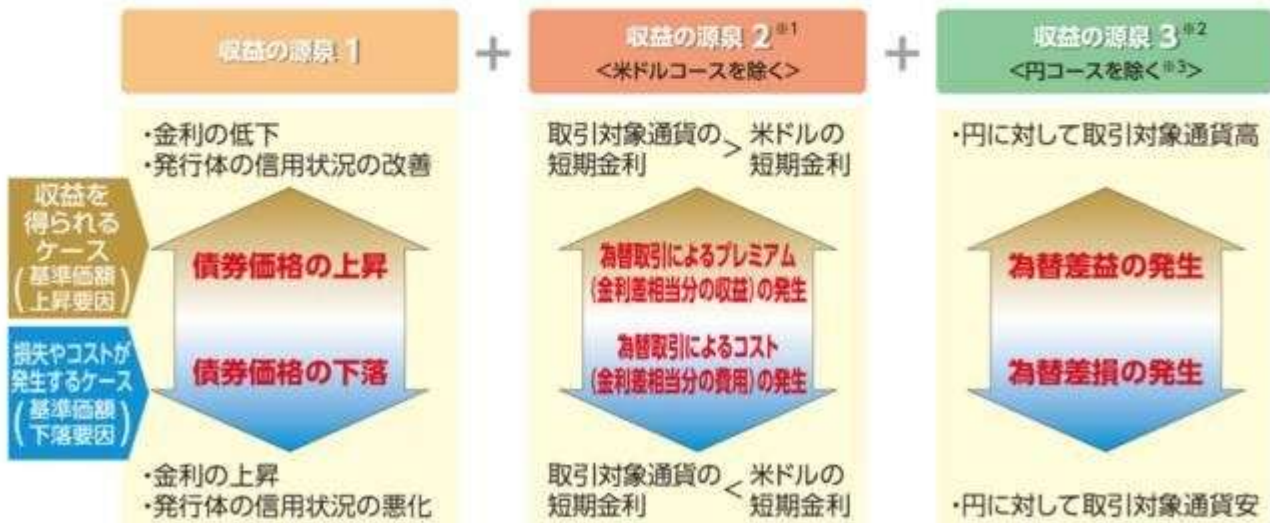 収益の源泉 1
+
収益の源泉 2※1
<米ドルコースを除く>
+
収益の源泉 3※2
<円コースを除く※3>
収益を
得られる
ケース
(基準価額
上昇要因)
損失やコストが
発生するケース
(基準価額
下落要因)
・金利の低下
・発行体の信用状況の改善
債券価格の上昇
債券価格の下落
・金利の上昇
・発行体の信用状況の悪化
取引対象通貨の > 米ドルの
短期金利 短期金利
為替取引によるプレミアム
(金利差相当分の収益)の発生
為替取引によるコスト
(金利差相当分の費用)の発生
取引対象通貨の < 米ドルの
短期金利 短期金利
・円に対して取引対象通貨高
為替差益の発生
為替差損の発生
・円に対して取引対象通貨安